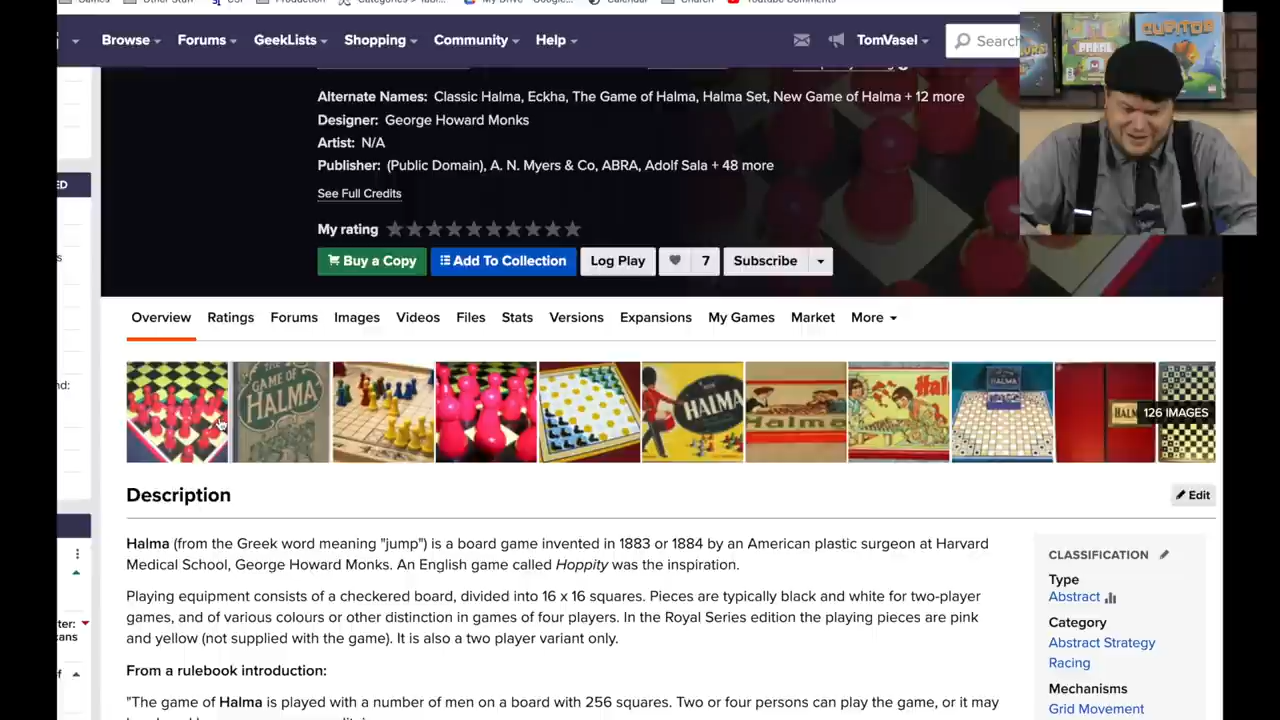 Browse Forums GeekLists Shopping Community Help TomVasel Search
Alternate Names: Classic Halma, Eckha, The Game of Halma, Halma Set, New Game of Halma + 12 more
Designer: George Howard Monks
Artist: N/A
Publisher: (Public Domain), A. N. Myers & Co, ABRA, Adolf Sala + 48 more
See Full Credits
My rating
Buy a Copy Add To Collection Log Play 7 Subscribe
Overview Ratings Forums Images Videos Files Stats Versions Expansions My Games Market More
GAME OF
HALMA
HALMA
Halma
126 IMAGES
Description
Edit
Halma (from the Greek word meaning "jump") is a board game invented in 1883 or 1884 by an American plastic surgeon at Harvard
Medical School, George Howard Monks. An English game called Hoppity was the inspiration.
Playing equipment consists of a checkered board, divided into 16 x 16 squares. Pieces are typically black and white for two-player
games, and of various colours or other distinction in games of four players. In the Royal Series edition the playing pieces are pink
and yellow (not supplied with the game). It is also a two player variant only.
From a rulebook introduction:
"The game of Halma is played with a number of men on a board with 256 squares. Two or four persons can play the game, or it may
CLASSIFICATION
Type
Abstract
Category
Abstract Strategy
Racing
Mechanisms
Grid Movement